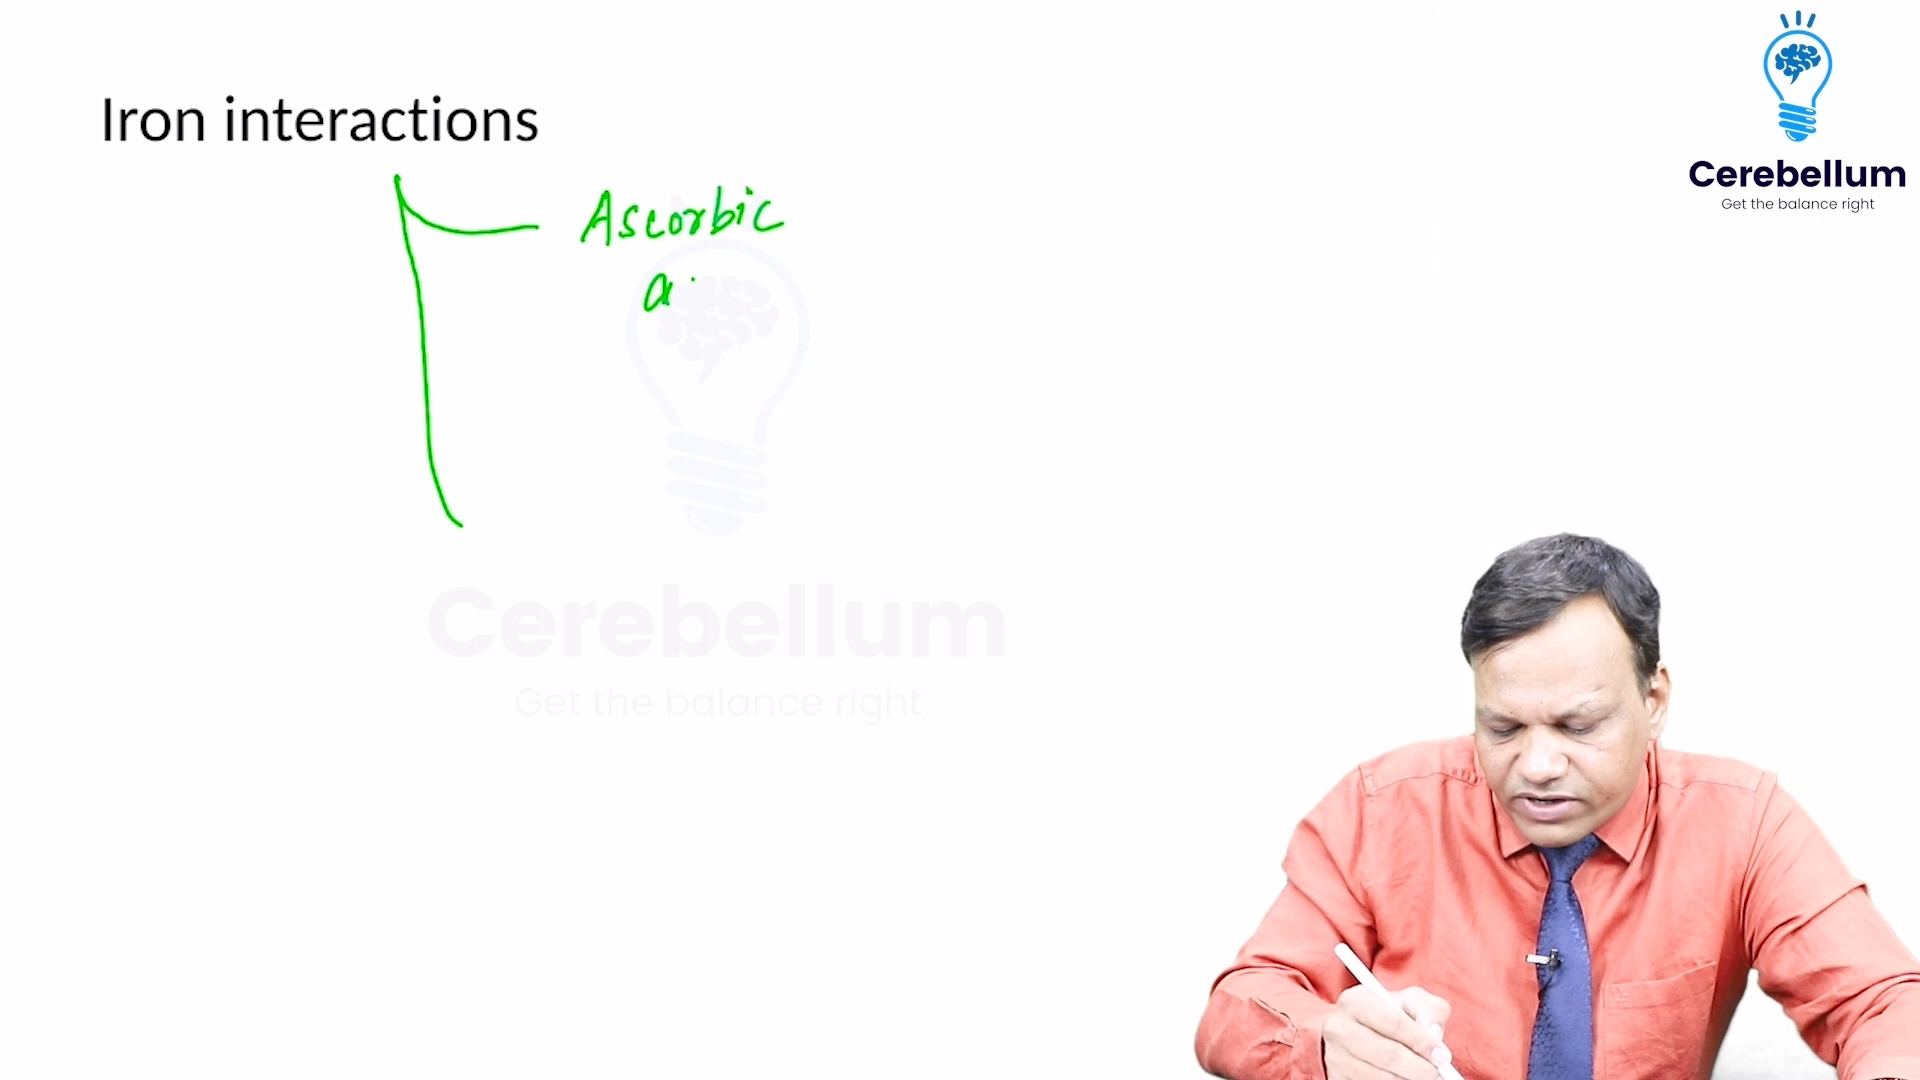 Iron interactions
Ascorbic
Cerebellum
Get the balance right
Cerebellum
Get the balance right